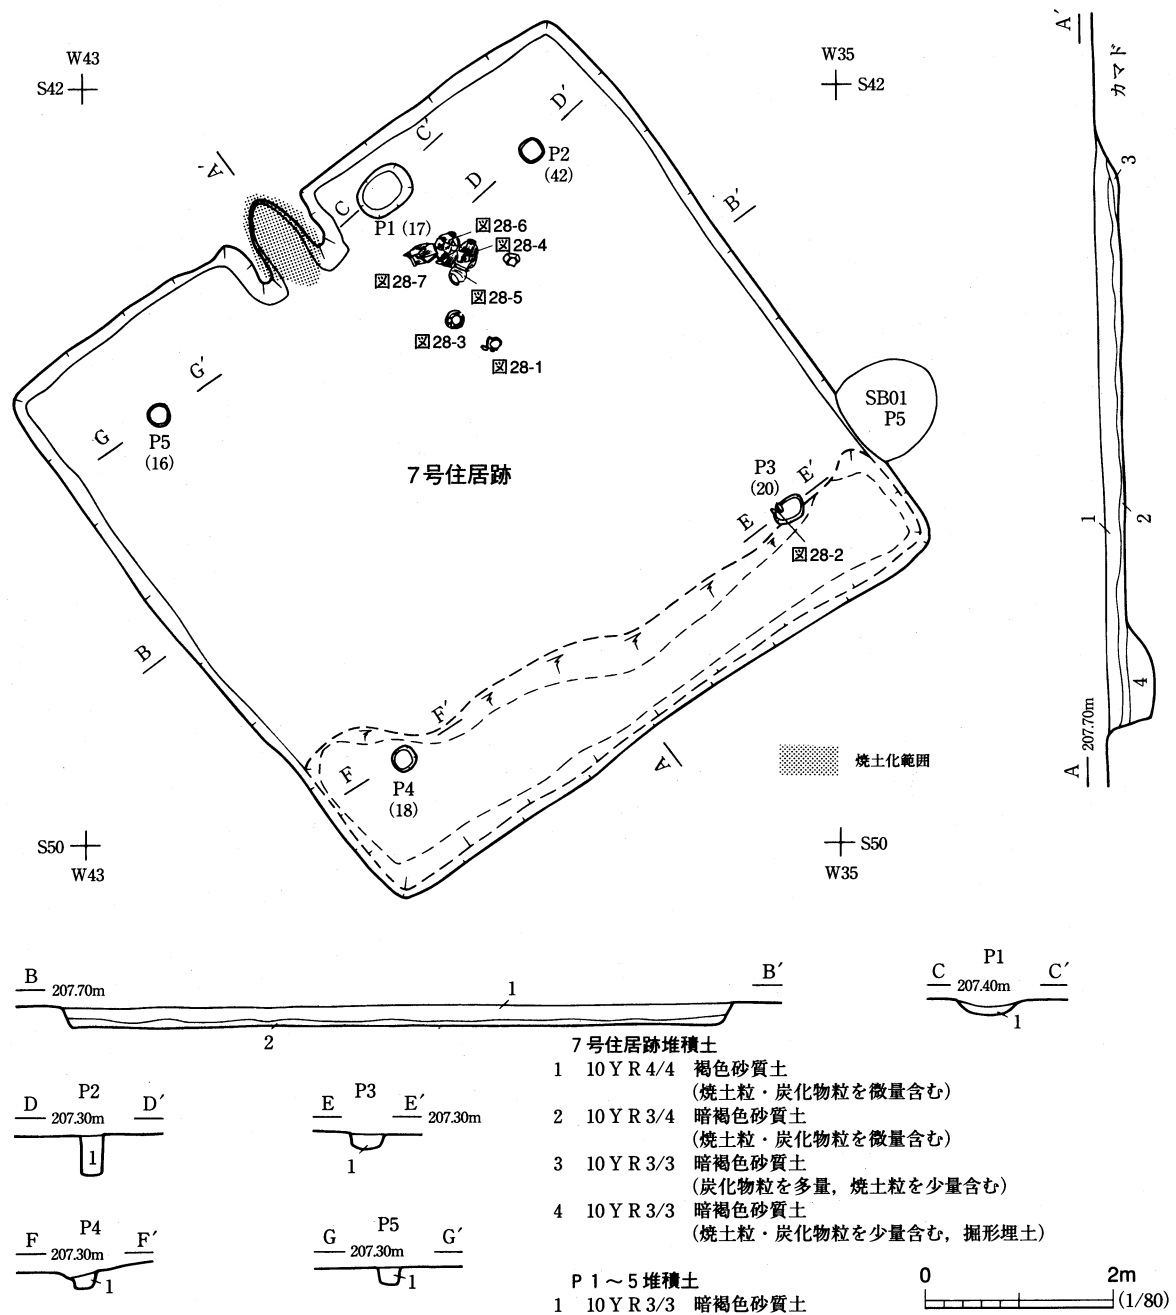 W43
S42
W35
S42
A′
カマド
3
D′
C′
P2
(42)
A′
D
C
B′
P1 (17)
図28-6
図28-4
図28-7
図28-5
図28-3
図28-1
G′
SB01
P5
G
P5
(16)
7号住居跡
P3
(20)
E′
E
図28-2
1
2
B
F′
4
F
P4
(18)
A
焼土化範囲
207.70m
A
S50
W43
S50
W35
B
207.70m
1
B′
2
P1
C
207.40m
C′
1
P2
D
207.30m
D′
1
P3
E
E′
207.30m
1
P4
F
207.30m
F′
1
P5
G
207.30m
G′
1
7号住居跡堆積土
1 10YR4/4 褐色砂質土
(焼土粒・炭化物粒を微量含む)
2 10YR3/4 暗褐色砂質土
(焼土粒・炭化物粒を微量含む)
3 10YR3/3 暗褐色砂質土
(炭化物粒を多量，焼土粒を少量含む)
4 10YR3/3 暗褐色砂質土
(焼土粒・炭化物粒を少量含む，掘形埋土)
P1～5堆積土
1 10YR3/3 暗褐色砂質土
0 2m
(1/80)